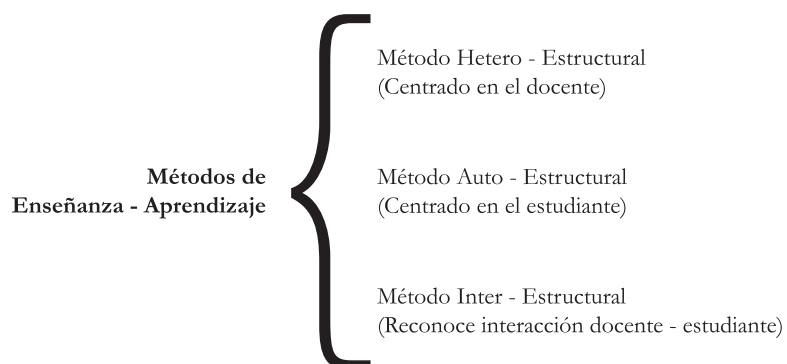 Método Hetero - Estructural
(Centrado en el docente)
Métodos de
Enseñanza - Aprendizaje
Método Auto - Estructural
(Centrado en el estudiante)
Método Inter - Estructural
(Reconoce interacción docente - estudiante)